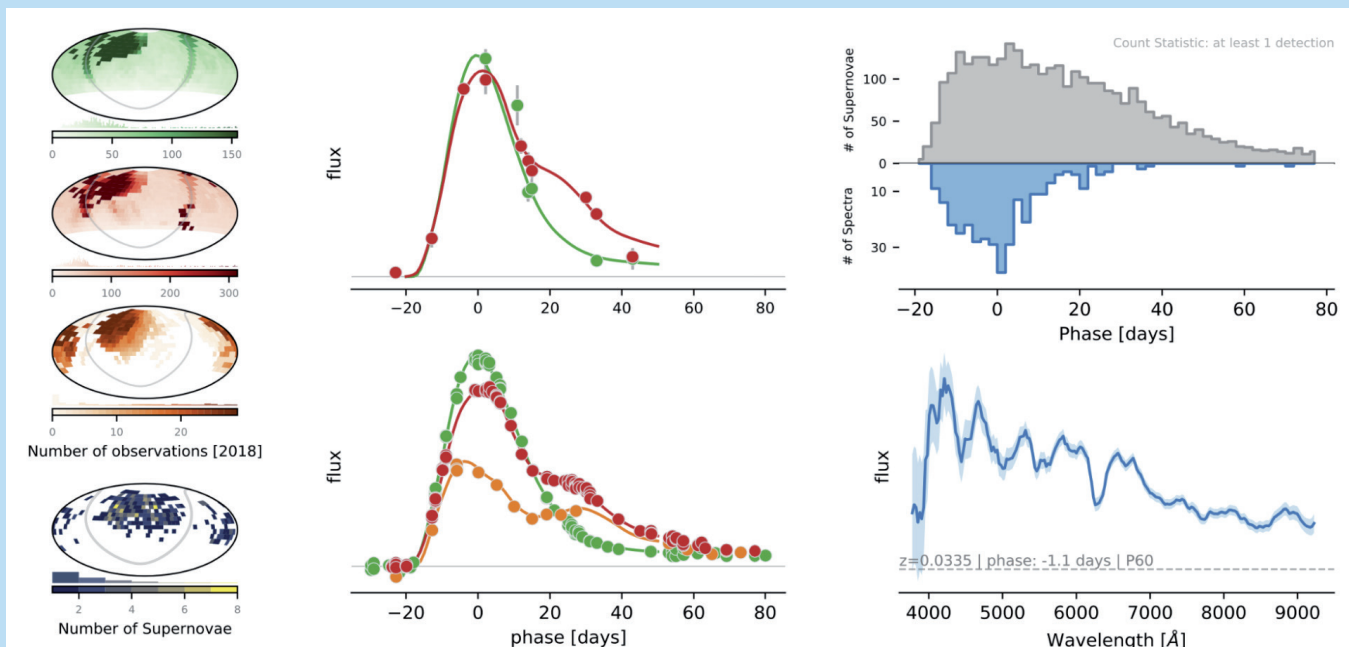 0 50 100 150
0 100 200 300
0 10 20
Number of observations [2018]
2 4 6 8
Number of Supernovae
flux
−20 0 20 40 60 80
flux
−20 0 20 40 60 80
phase [days]
Count Statistic: at least 1 detection
# of Supernovae
100
50
0
# of Spectra
10
30
−20 0 20 40 60 80
Phase [days]
flux
z=0.0335 | phase: -1.1 days | P60
4000 5000 6000 7000 8000 9000
Wavelength [Å]